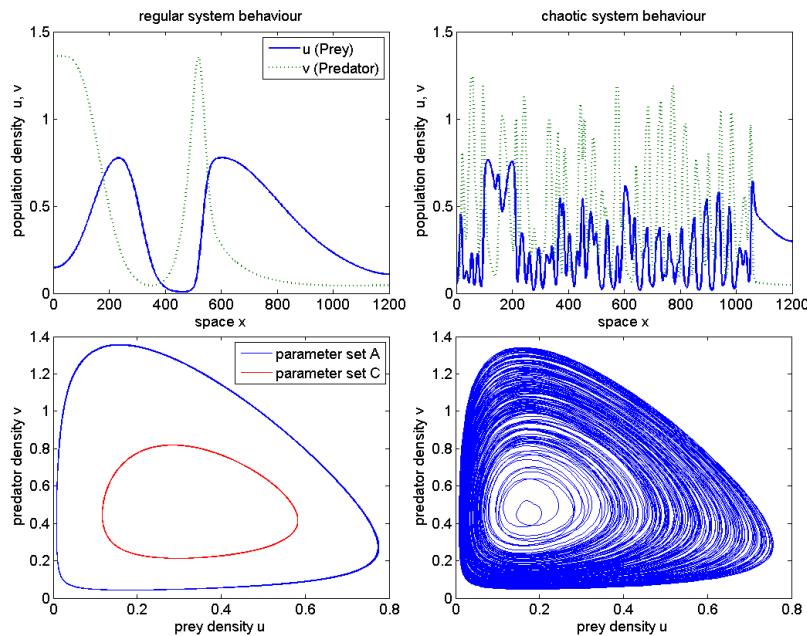 regular system behaviour
1.5
1
0.5
0
population density u, v
u (Prey)
v (Predator)
0 200 400 600 800 1000 1200
space x
chaotic system behaviour
1.5
1
0.5
0
population density u, v
0 200 400 600 800 1000 1200
space x
1.4
1.2
1
0.8
0.6
0.4
0.2
0
predator density v
parameter set A
parameter set C
0 0.2 0.4 0.6 0.8
prey density u
1.4
1.2
1
0.8
0.6
0.4
0.2
0
predator density v
0 0.2 0.4 0.6 0.8
prey density u